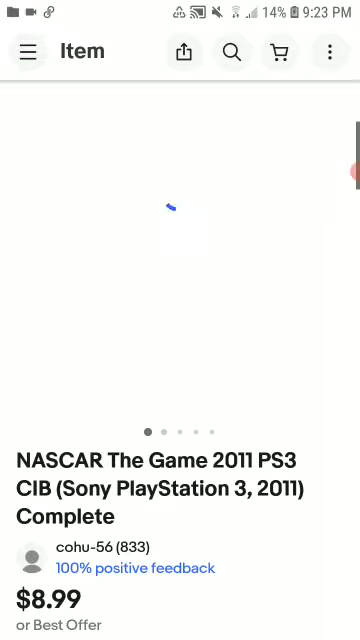 14% 9:23 PM
Item
NASCAR The Game 2011 PS3
CIB (Sony PlayStation 3, 2011)
Complete
cohu-56 (833)
100% positive feedback
$8.99
or Best Offer